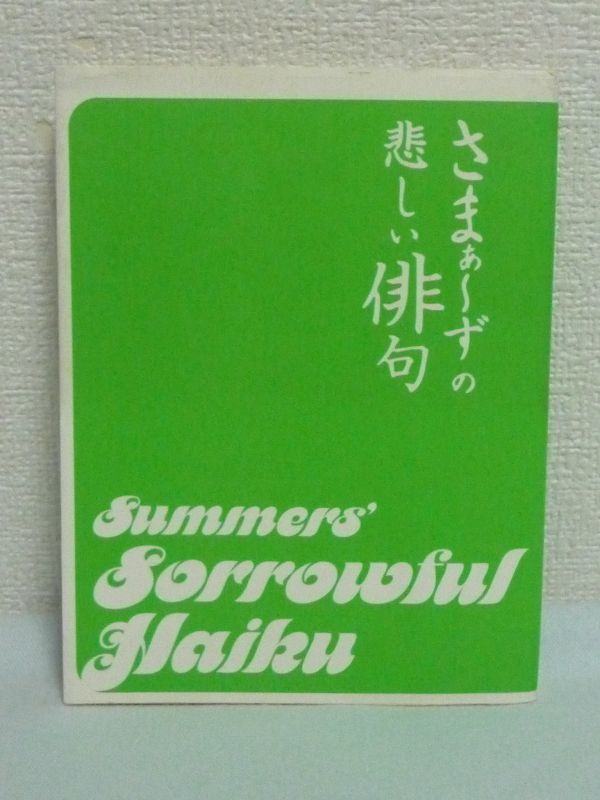 さまぁ〜ずの
悲しい俳句
Summers'
Sorrowful
Haiku